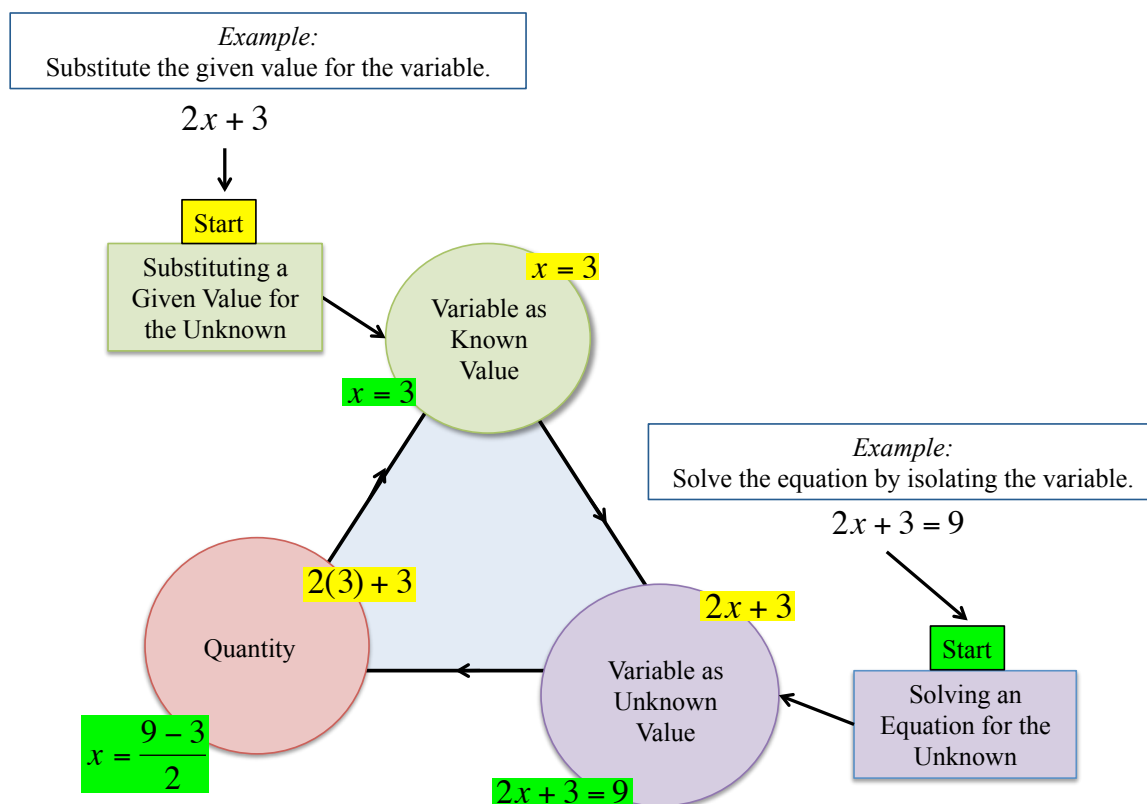 Example:
Substitute the given value for the variable.
2x + 3
Start
Substituting a
Given Value for
the Unknown
x = 3
Variable as
Known
Value
x = 3
Example:
Solve the equation by isolating the variable.
2x + 3 = 9
2(3) + 3
2x + 3
Start
Quantity
Variable as
Unknown
Value
Solving an
Equation for the
Unknown
x = \frac{9 - 3}{2}
2x + 3 = 9